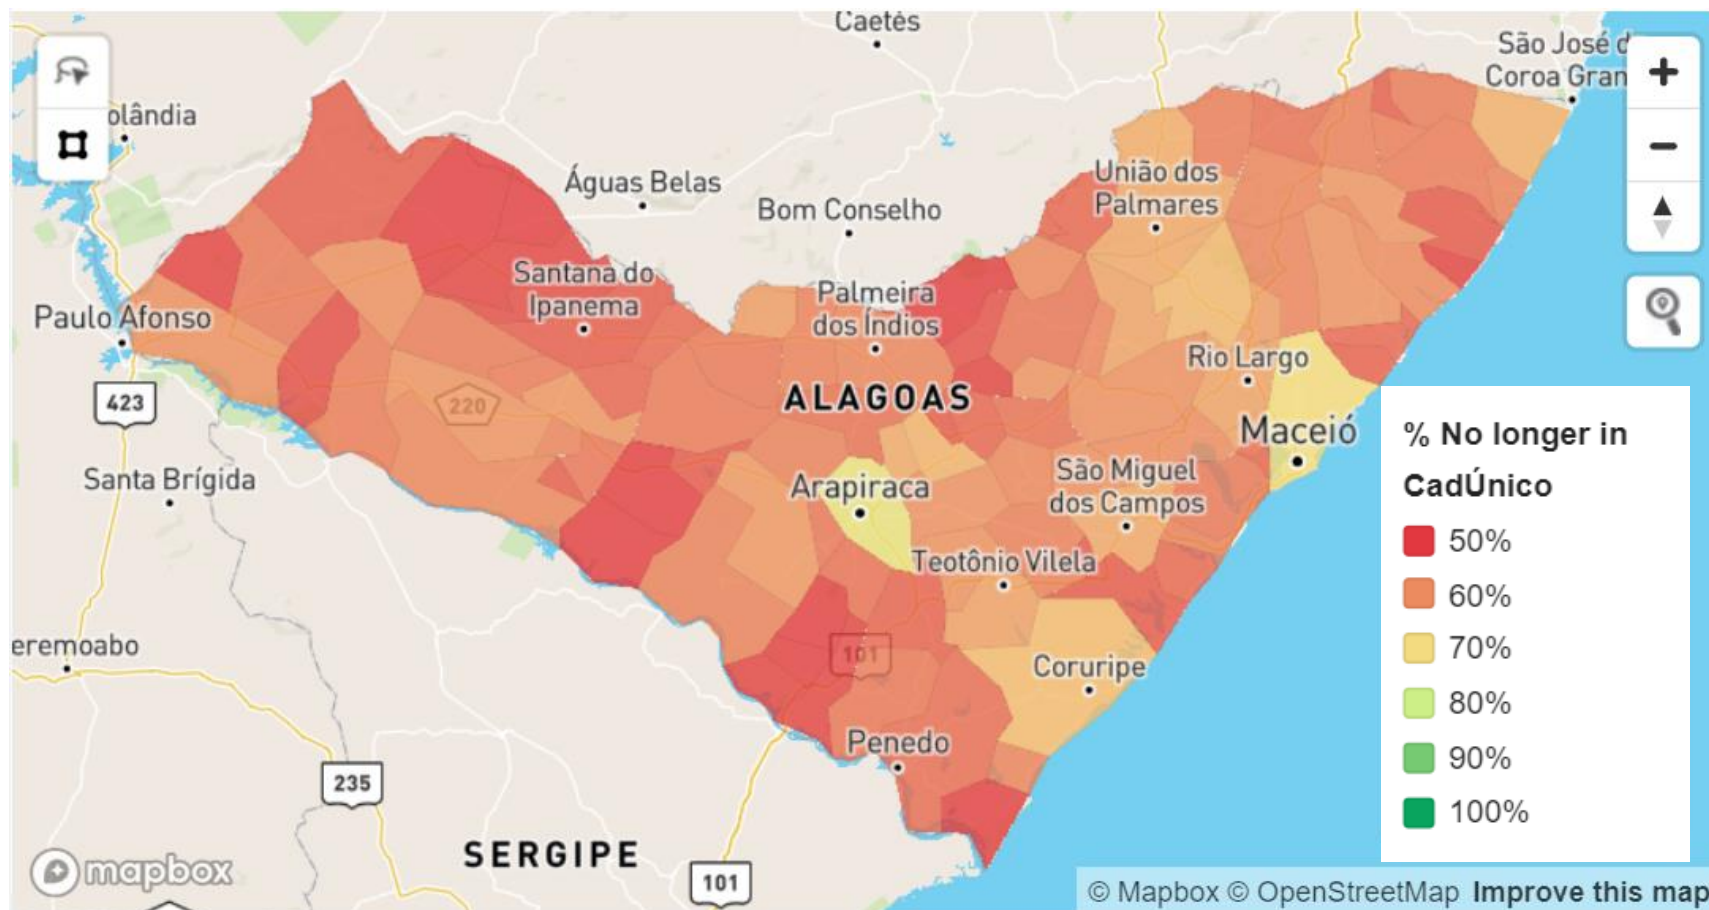 Caetés
São José d
Coroa Gran
olândia
Águas Belas
União dos
Palmares
Bom Conselho
Santana do
Ipanema
Palmeira
dos Índios
Paulo Afonso
Rio Largo
423
220
ALAGOAS
Maceió
Santa Brígida
Arapiraca
São Miguel
dos Campos
Teotônio Vilela
eremoabo
101
Coruripe
Penedo
235
SERGIPE
101
mapbox
% No longer in
CadÚnico
50%
60%
70%
80%
90%
100%
© Mapbox © OpenStreetMap Improve this map